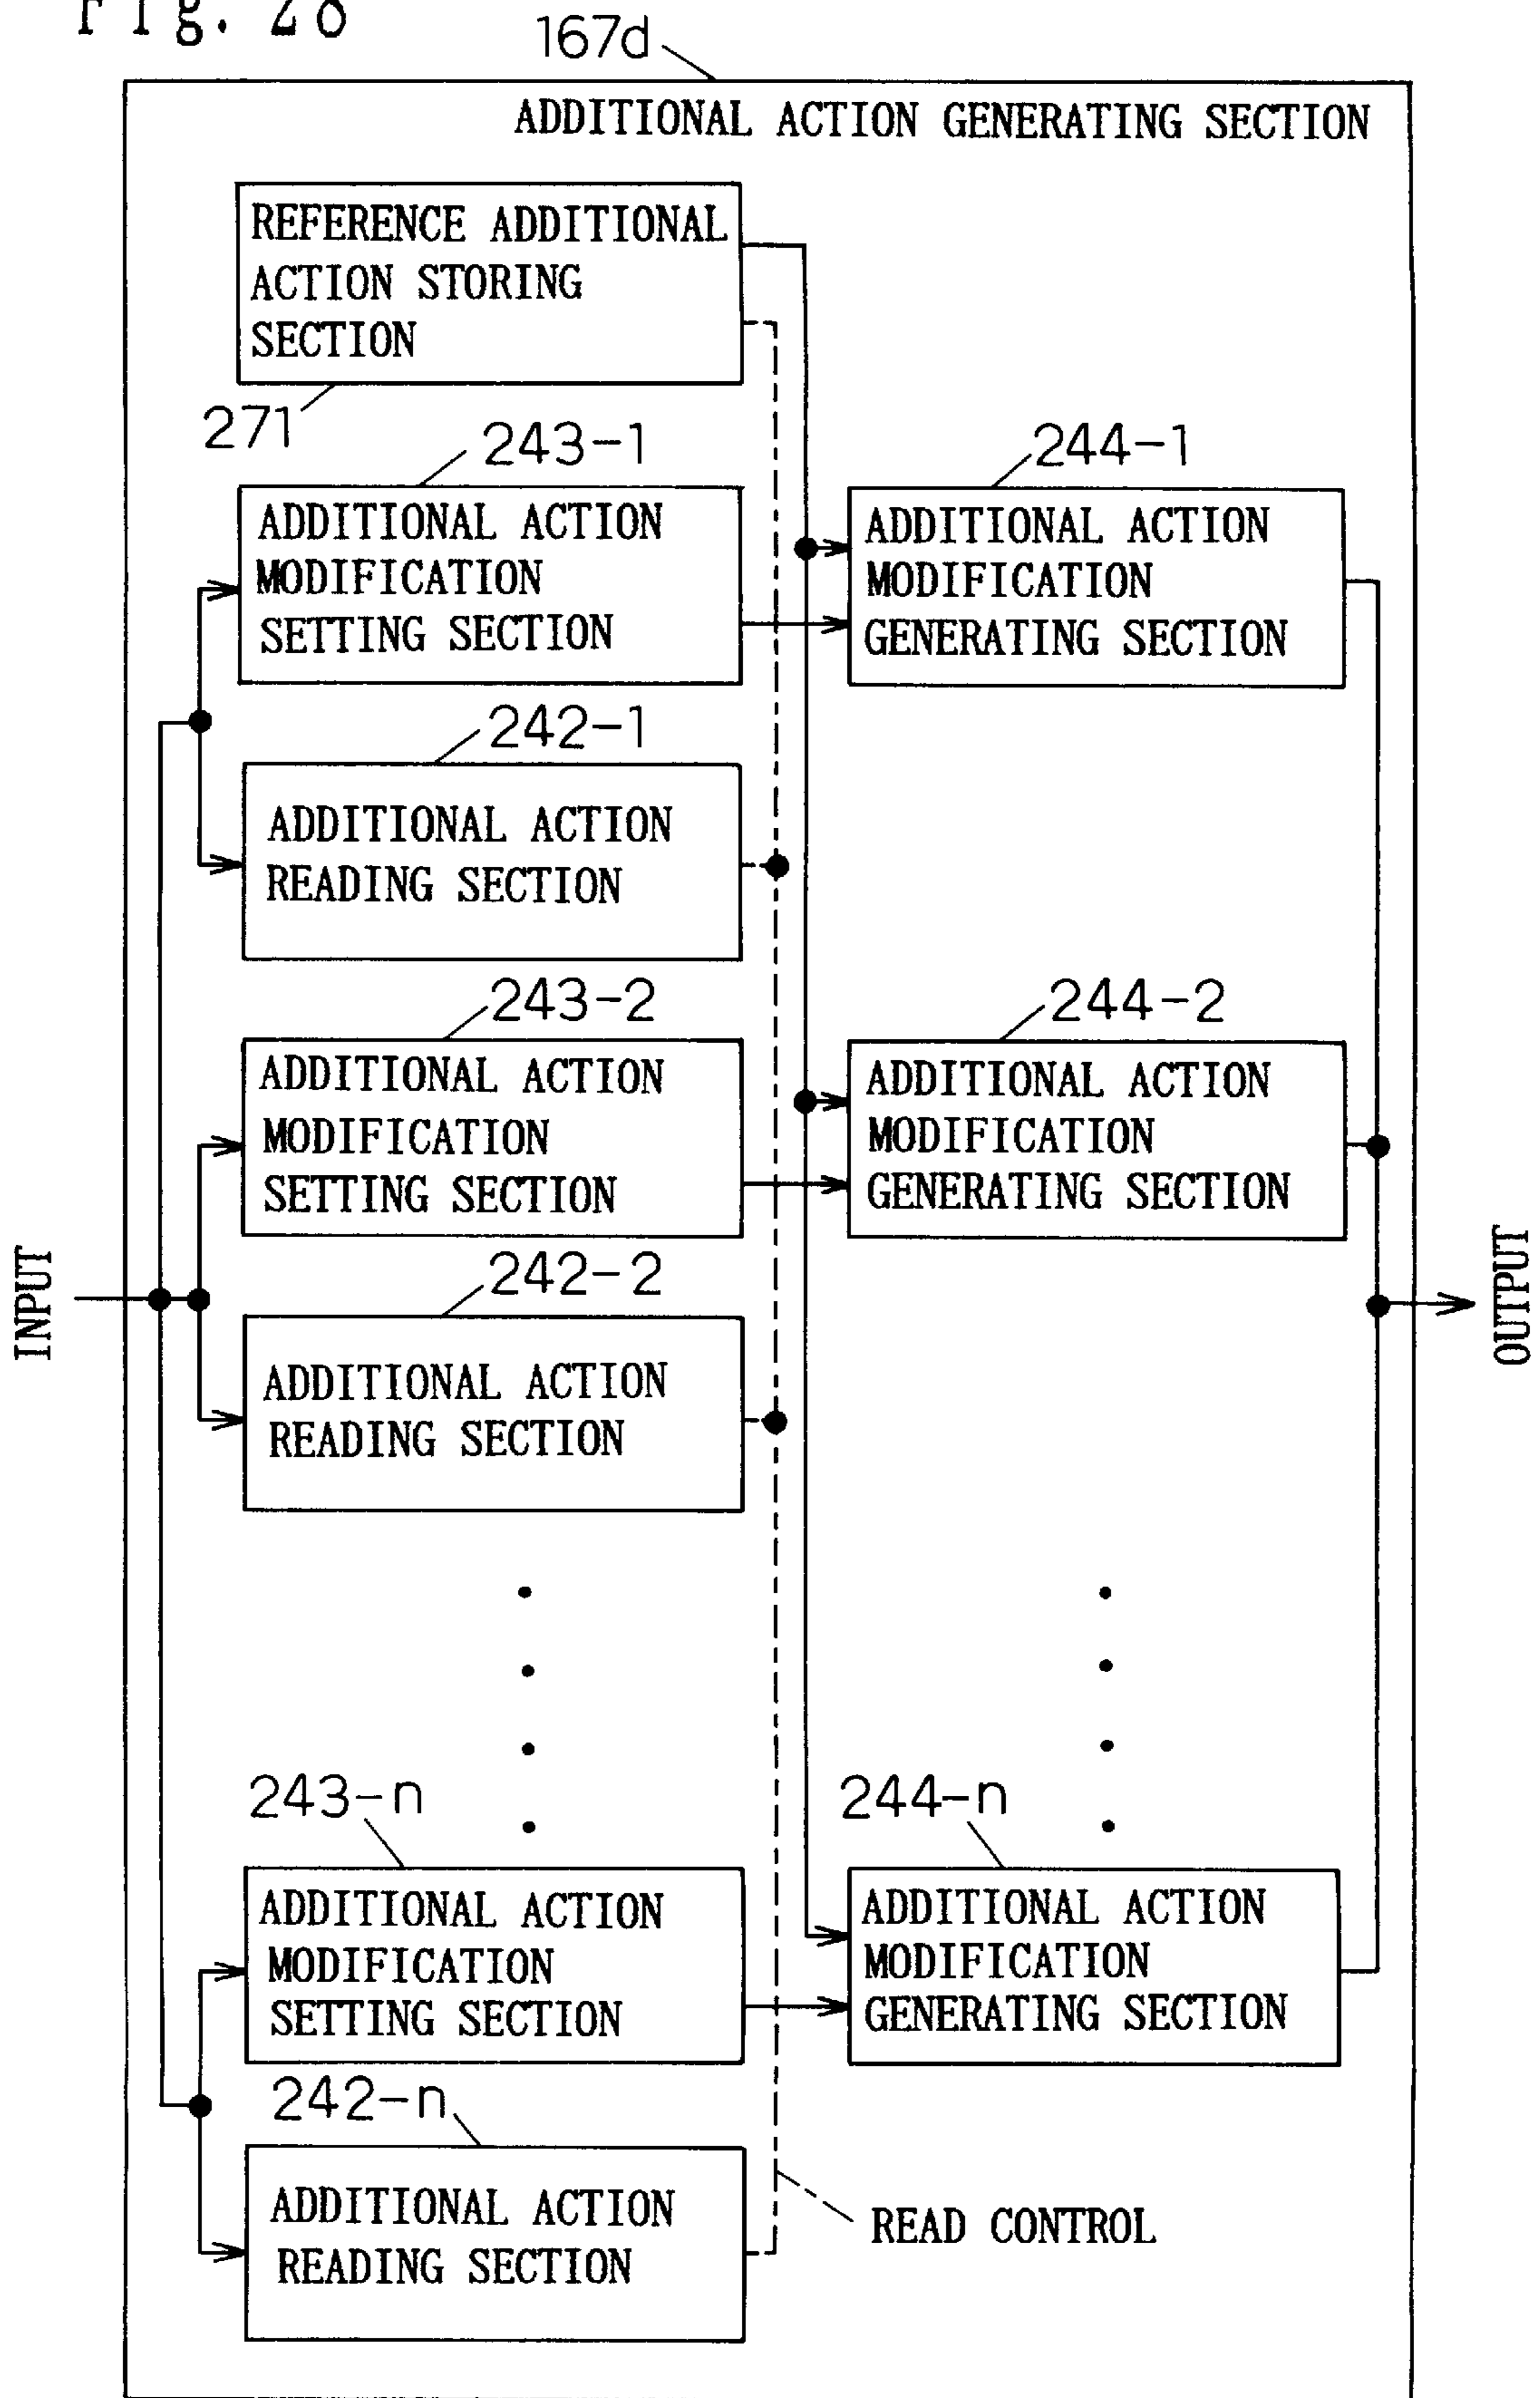 Fig. 28
167d
ADDITIONAL ACTION GENERATING SECTION
REFERENCE ADDITIONAL
ACTION STORING
SECTION
271
243-1
ADDITIONAL ACTION
MODIFICATION
SETTING SECTION
244-1
ADDITIONAL ACTION
MODIFICATION
GENERATING SECTION
242-1
ADDITIONAL ACTION
READING SECTION
243-2
ADDITIONAL ACTION
MODIFICATION
SETTING SECTION
244-2
ADDITIONAL ACTION
MODIFICATION
GENERATING SECTION
INPUT
OUTPUT
242-2
ADDITIONAL ACTION
READING SECTION
243-n
ADDITIONAL ACTION
MODIFICATION
SETTING SECTION
244-n
ADDITIONAL ACTION
MODIFICATION
GENERATING SECTION
242-n
ADDITIONAL ACTION
READING SECTION
READ CONTROL